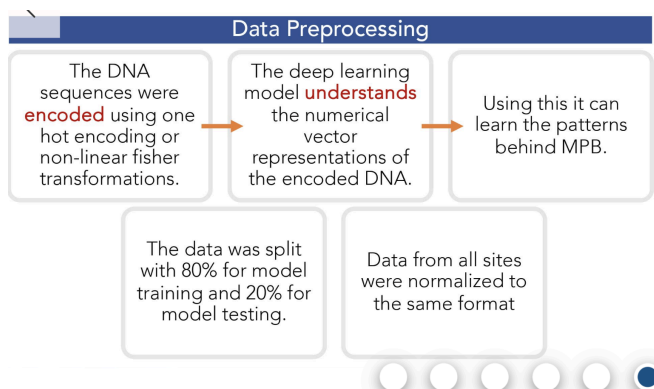 Data Preprocessing
The DNA
sequences were
encoded using one
hot encoding or
non-linear fisher
transformations.
The deep learning
model understands
the numerical
vector
representations of
the encoded DNA.
Using this it can
learn the patterns
behind MPB.
The data was split
with 80% for model
training and 20% for
model testing.
Data from all sites
were normalized to
the same format